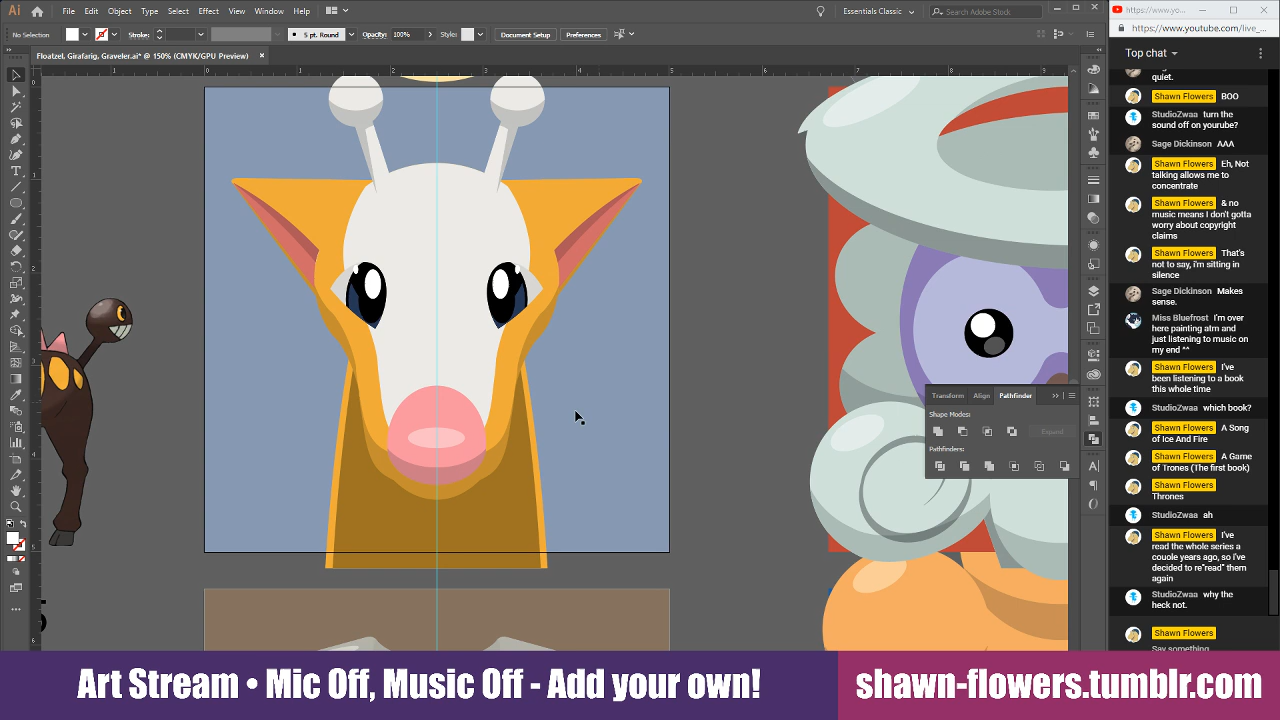 Ai File Edit Object Type Select Effect View Window Help Essentials Classic Search Adobe Stock
https://www.yo...
No Selection Stroke: 5 pt. Round Opacity: 100% Styles: Document Setup Preferences
https://www.youtube.com/live_...
Floatzel, Girafarig, Graveler.ai* @ 150% (CMYK/GPU Preview)
Top chat
quiet.
Shawn Flowers BOO
StudioZwaa turn the
sound off on yourube?
Sage Dickinson AAA
Shawn Flowers Eh, Not
talking allows me to
concentrate
Shawn Flowers & no
music means I don't gotta
worry about copyright
claims
Shawn Flowers That's
not to say, i'm sitting in
silence
Sage Dickinson Makes
sense.
Miss Bluefrost I'm over
here painting atm and
just listening to music on
my end ^^
Shawn Flowers I've
been listening to a book
this whole time
StudioZwaa which book?
Shawn Flowers A Song
of Ice And Fire
Shawn Flowers A Game
of Trones (The first book)
Shawn Flowers
Thrones
StudioZwaa ah
Shawn Flowers I've
read the whole series a
couole years ago, so i've
decided to re"read" them
again
StudioZwaa why the
heck not.
Shawn Flowers
Say something...
Transform Align Pathfinder
Shape Modes:
Expand
Pathfinders:
Art Stream • Mic Off, Music Off - Add your own!
shawn-flowers.tumblr.com